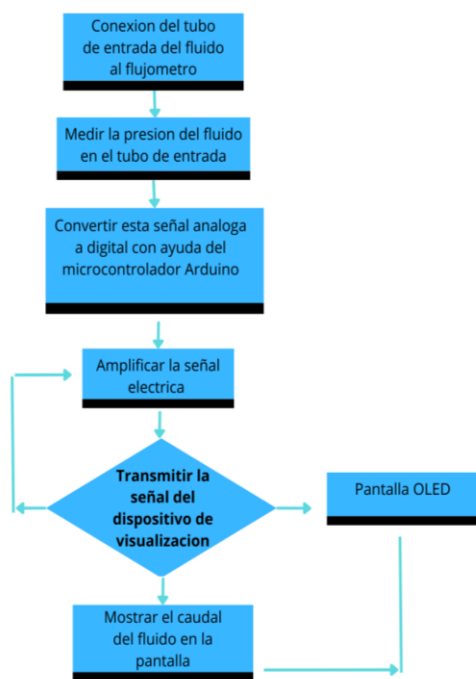 Conexion del tubo
de entrada del fluido
al flujometro
Medir la presion del fluido
en el tubo de entrada
Convertir esta señal analoga
a digital con ayuda del
microcontrolador Arduino
Amplificar la señal
electrica
Transmitir la
señal del
dispositivo de
visualizacion
Pantalla OLED
Mostrar el caudal
del fluido en la
pantalla